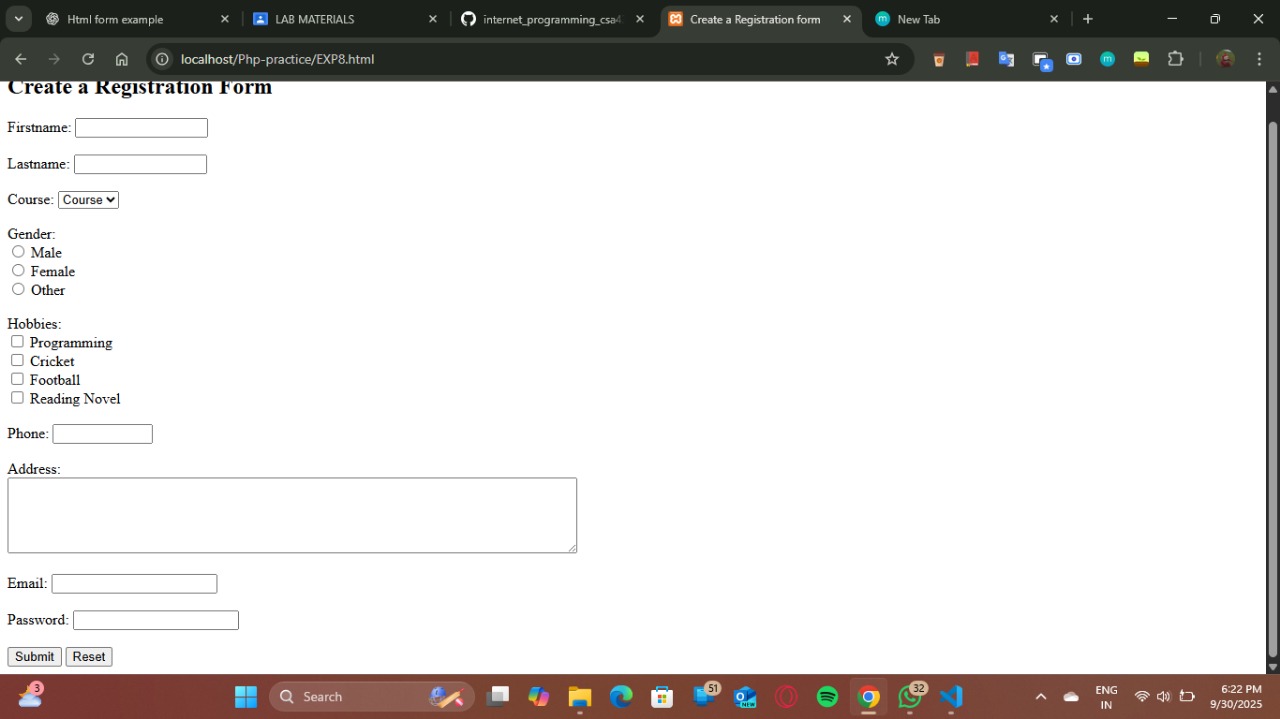 Html form example
LAB MATERIALS
internet_programming_csa4
Create a Registration form
m
New Tab
localhost/Php-practice/EXP8.html
m
Create a Registration Form
Firstname:
Lastname:
Course: Course
Gender:
Male
Female
Other
Hobbies:
Programming
Cricket
Football
Reading Novel
Phone:
Address:
Email:
Password:
Submit Reset
3
Search
51
NEW
32
ENG
IN
6:22 PM
9/30/2025